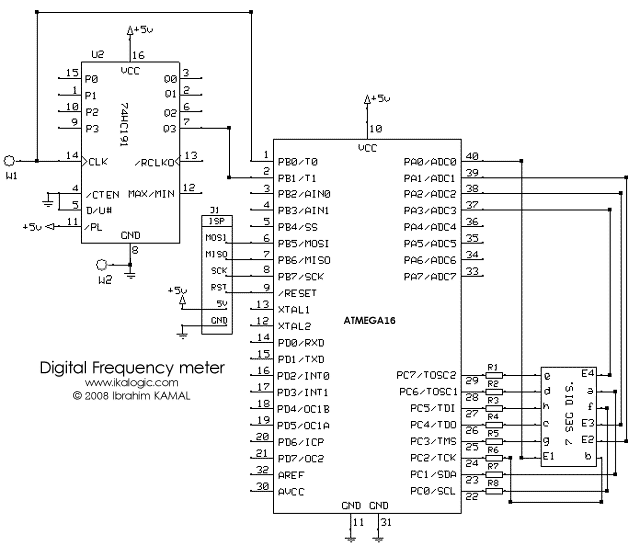 +5v
U2
16
VCC
15 P0 Q0 3
1 P1 Q1 2
10 P2 Q2 6
9 P3 Q3 7
74HC191
14 CLK /RCLKO 13
W1
4 /CTEN MAX/MIN 12
5 D/U#
+5v 11 /PL
GND
8
W2
J1
ISP
MOSI
MISO
SCK
RST
5V
GND
+5v
+5v
10
VCC
1 PB0/T0 PA0/ADC0 40
2 PB1/T1 PA1/ADC1 39
3 PB2/AIN0 PA2/ADC2 38
4 PB3/AIN1 PA3/ADC3 37
5 PB4/SS PA4/ADC4 36
6 PB5/MOSI PA5/ADC5 35
7 PB6/MISO PA6/ADC6 34
8 PB7/SCK PA7/ADC7 33
9 /RESET
13 XTAL1
12 XTAL2
ATMEGA16
14 PD0/RXD
15 PD1/TXD
16 PD2/INT0 PC7/TOSC2 29 R1
17 PD3/INT1 PC6/TOSC1 28 R2
18 PD4/OC1B PC5/TDI 27 R3
19 PD5/OC1A PC4/TDO 26 R4
20 PD6/ICP PC3/TMS 25 R5
21 PD7/OC2 PC2/TCK 24 R6
32 AREF PC1/SDA 23 R7
30 AVCC PC0/SCL 22 R8
GND GND
11 31
e E4
d a
h f
c E3
g E2
E1 b
7 SEG DIS.
Digital Frequency meter
www.ikalogic.com
© 2008 Ibrahim KAMAL